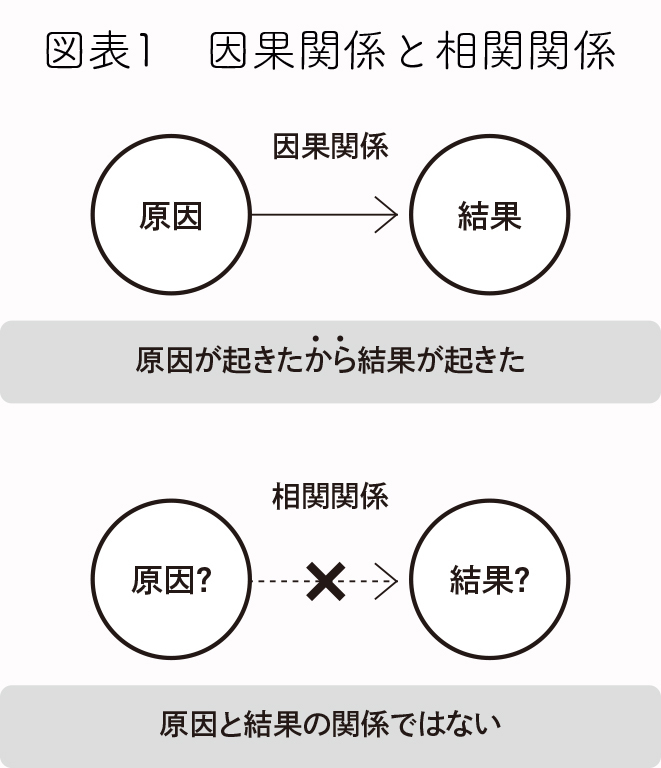 図表1　因果関係と相関関係
因果関係
原因
結果
原因が起きたから結果が起きた
相関関係
原因?
結果?
原因と結果の関係ではない